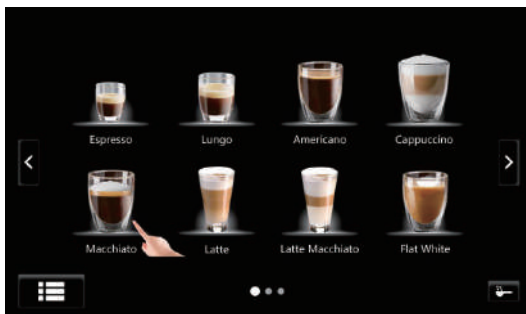 Espresso
Lungo
Americano
Cappuccino
Macchiato
Latte
Latte Macchiato
Flat White